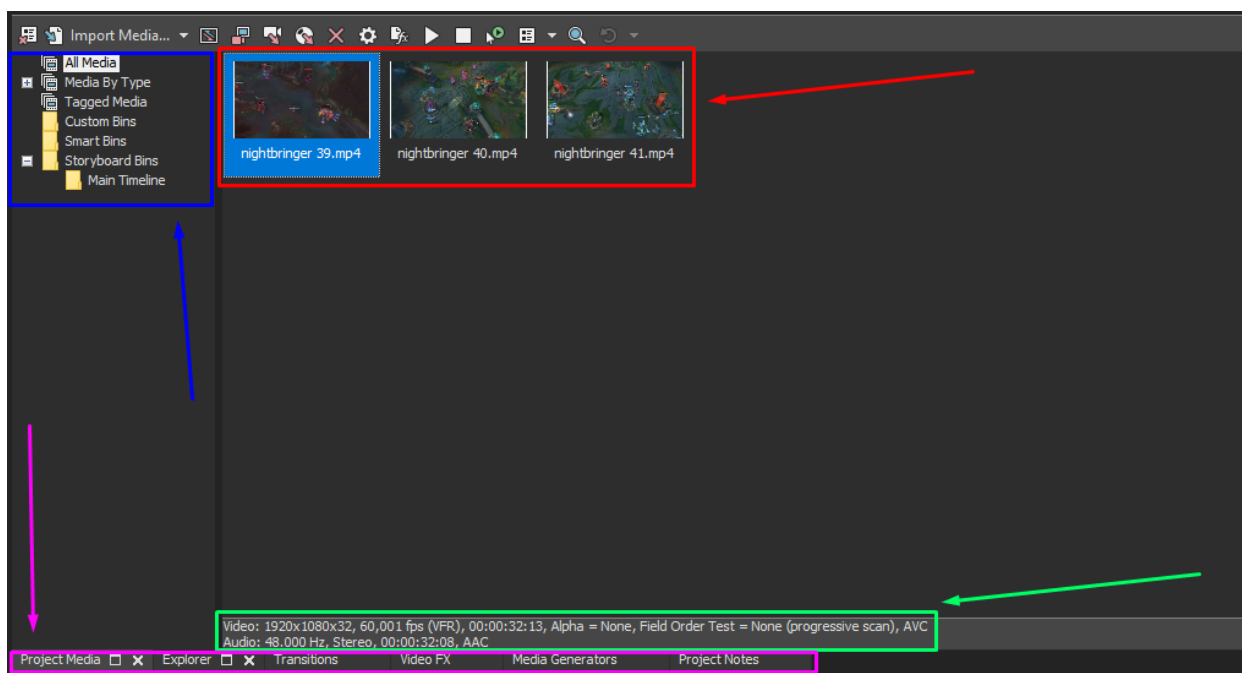 Import Media...
All Media
Media By Type
Tagged Media
Custom Bins
Smart Bins
Storyboard Bins
Main Timeline
nightbringer 39.mp4
nightbringer 40.mp4
nightbringer 41.mp4
Video: 1920x1080x32, 60,001 fps (VFR), 00:00:32:13, Alpha = None, Field Order Test = None (progressive scan), AVC
Audio: 48.000 Hz, Stereo, 00:00:32:08, AAC
Project Media Explorer Transitions Video FX Media Generators Project Notes